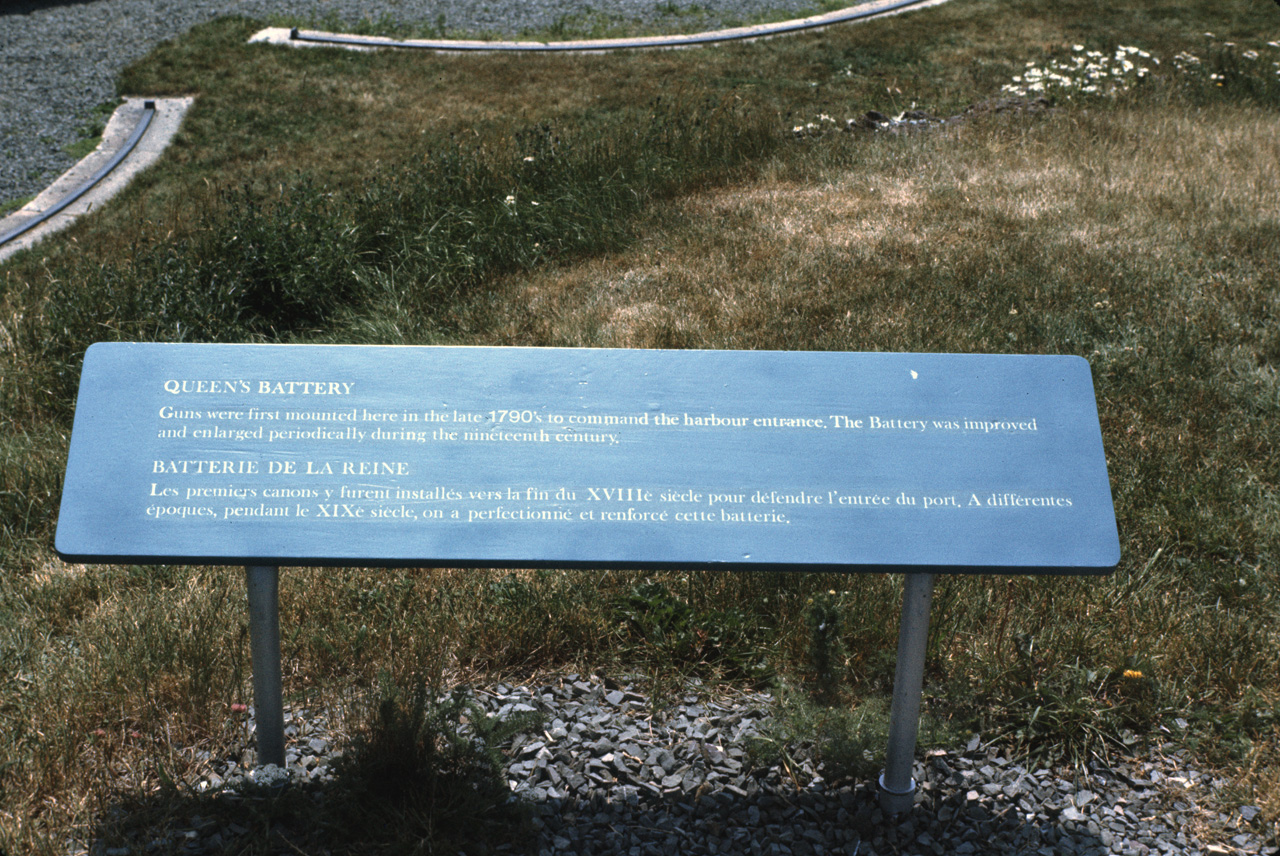 QUEEN'S BATTERY
Guns were first mounted here in the late 1790's to command the harbour entrance. The Battery was improved
and enlarged periodically during the nineteenth century.
BATTERIE DE LA REINE
Les premiers canons y furent installés vers la fin du XVIIIè siècle pour défendre l'entrée du port. A différentes
époques, pendant le XIXè siècle, on a perfectionné et renforcé cette batterie.